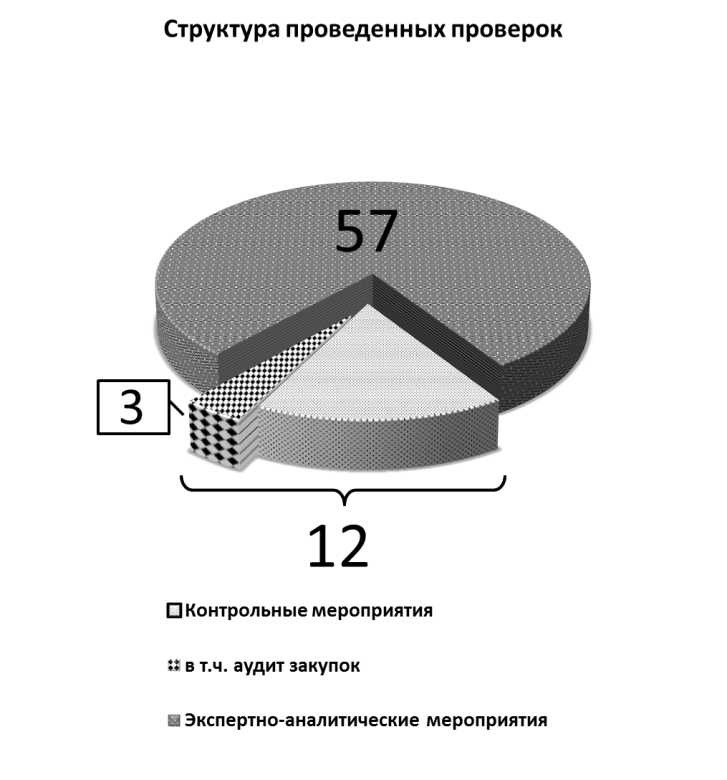 Структура проведенных проверок
57
3
12
Контрольные мероприятия
в т.ч. аудит закупок
Экспертно-аналитические мероприятия